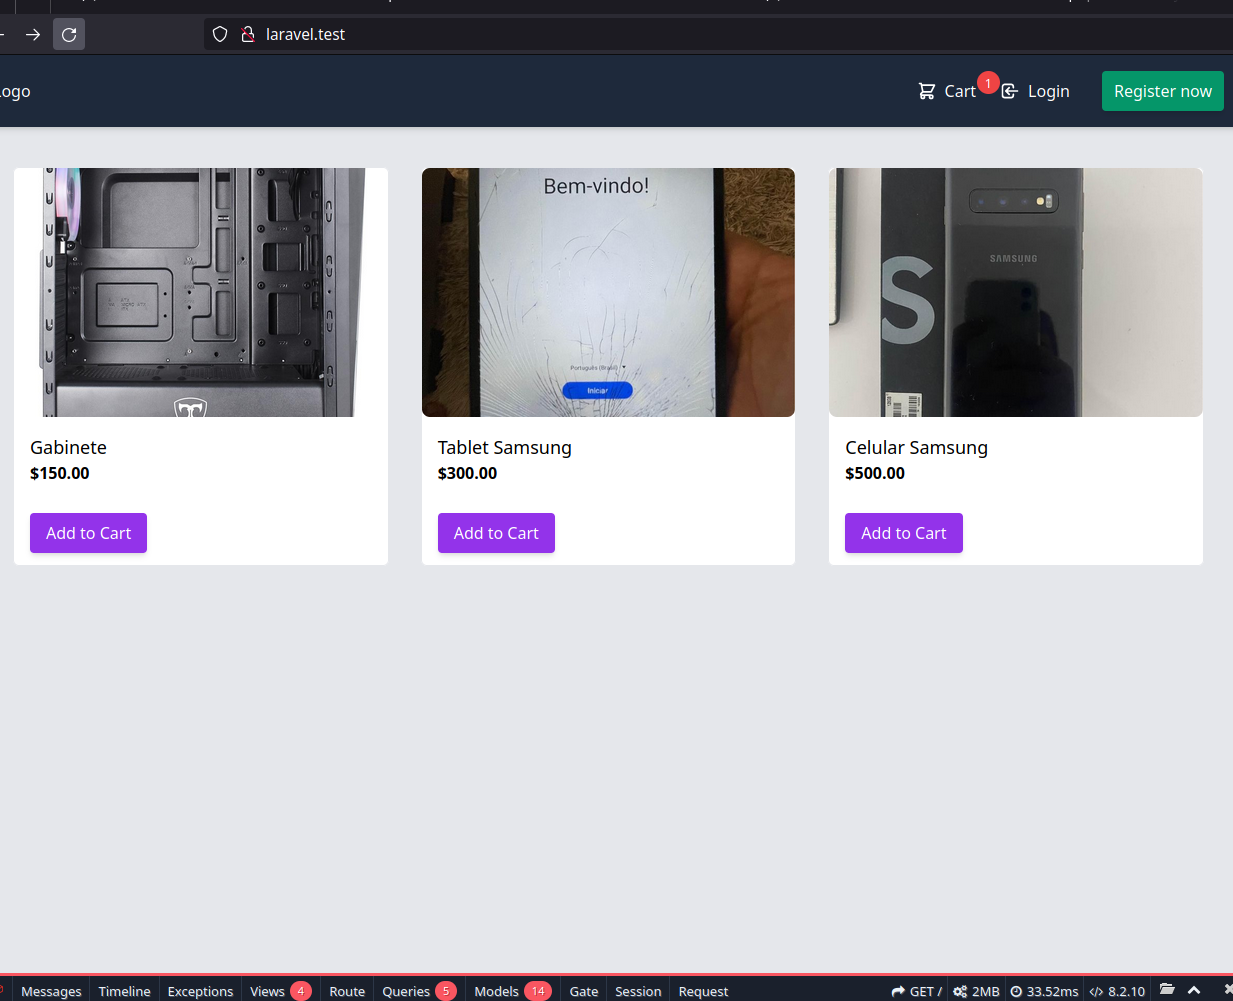 laravel.test
Logo
Cart
1
Login
Register now
Bem-vindo!
Português (Brasil)
Iniciar
SAMSUNG
S
Gabinete
$150.00
Add to Cart
Tablet Samsung
$300.00
Add to Cart
Celular Samsung
$500.00
Add to Cart
Messages Timeline Exceptions Views 4 Route Queries 5 Models 14 Gate Session Request GET / 2MB 33.52ms 8.2.10